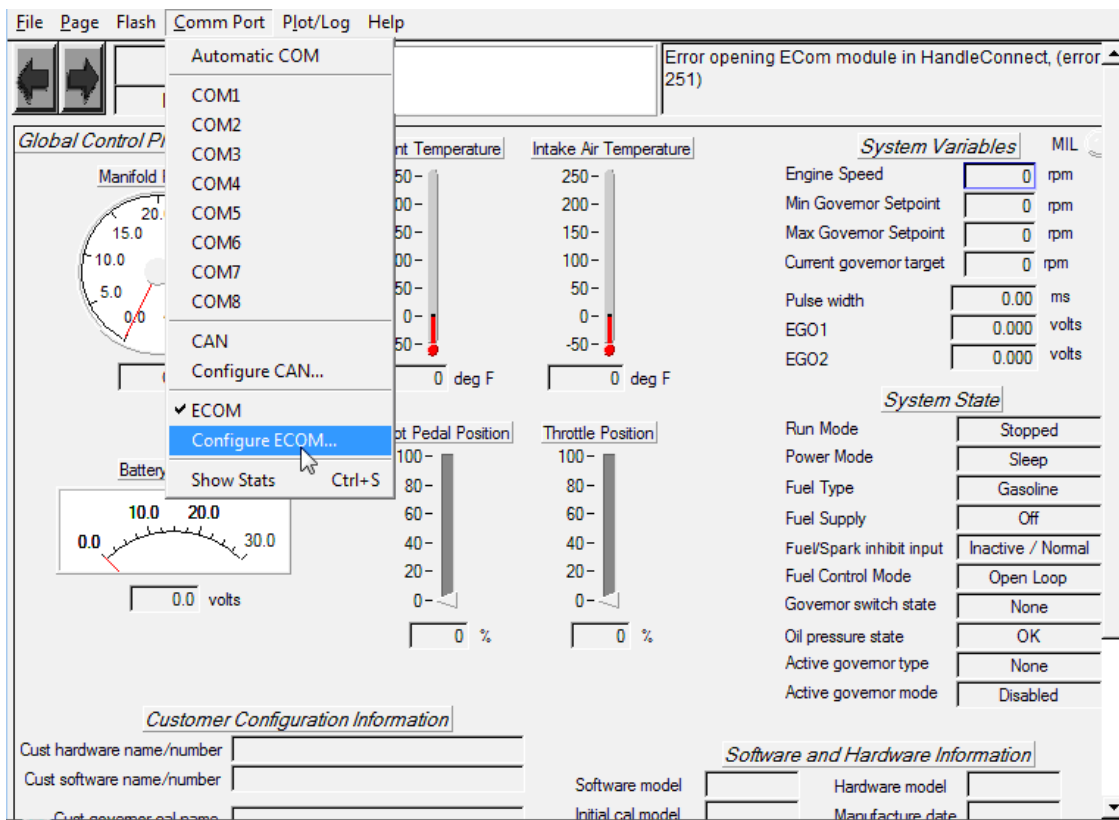 File Page Flash Comm Port Plot/Log Help
Automatic COM
COM1
COM2
COM3
COM4
COM5
COM6
COM7
COM8
CAN
Configure CAN...
✔ ECOM
Configure ECOM...
Show Stats Ctrl+S
Error opening ECom module in HandleConnect, (error
251)
Global Control
Manifold
20.
15.0
10.0
5.0
0.0
Battery
10.0 20.0
0.0 30.0
0.0 volts
Temperature
0 deg F
Intake Air Temperature
250
200
150
100
50
0
-50
0 deg F
Pedal Position
100
80
60
40
20
0
0 %
Throttle Position
100
80
60
40
20
0
0 %
System Variables MIL
Engine Speed 0 rpm
Min Governor Setpoint 0 rpm
Max Governor Setpoint 0 rpm
Current governor target 0 rpm
Pulse width 0.00 ms
EGO1 0.000 volts
EGO2 0.000 volts
System State
Run Mode Stopped
Power Mode Sleep
Fuel Type Gasoline
Fuel Supply Off
Fuel/Spark inhibit input Inactive / Normal
Fuel Control Mode Open Loop
Governor switch state None
Oil pressure state OK
Active governor type None
Active governor mode Disabled
Customer Configuration Information
Cust hardware name/number
Cust software name/number
Cust governor cal name
Software and Hardware Information
Software model Hardware model
Initial cal model Manufacture date